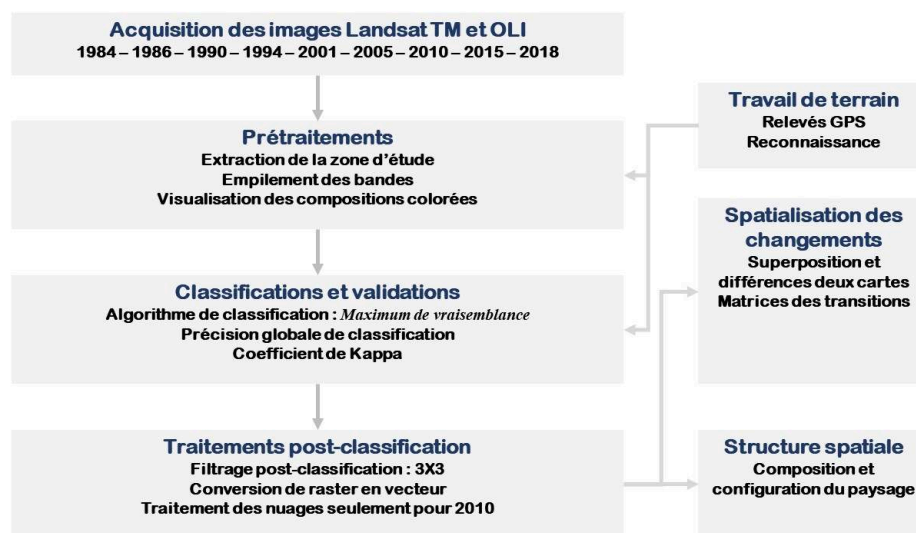 Acquisition des images Landsat TM et OLI
1984 – 1986 – 1990 – 1994 – 2001 – 2005 – 2010 – 2015 – 2018
Prétraitements
Extraction de la zone d'étude
Empilement des bandes
Visualisation des compositions colorées
Classifications et validations
Algorithme de classification : Maximum de vraisemblance
Précision globale de classification
Coefficient de Kappa
Traitements post-classification
Filtrage post-classification : 3X3
Conversion de raster en vecteur
Traitement des nuages seulement pour 2010
Travail de terrain
Relevés GPS
Reconnaissance
Spatialisation des
changements
Superposition et
différences deux cartes
Matrices des transitions
Structure spatiale
Composition et
configuration du paysage